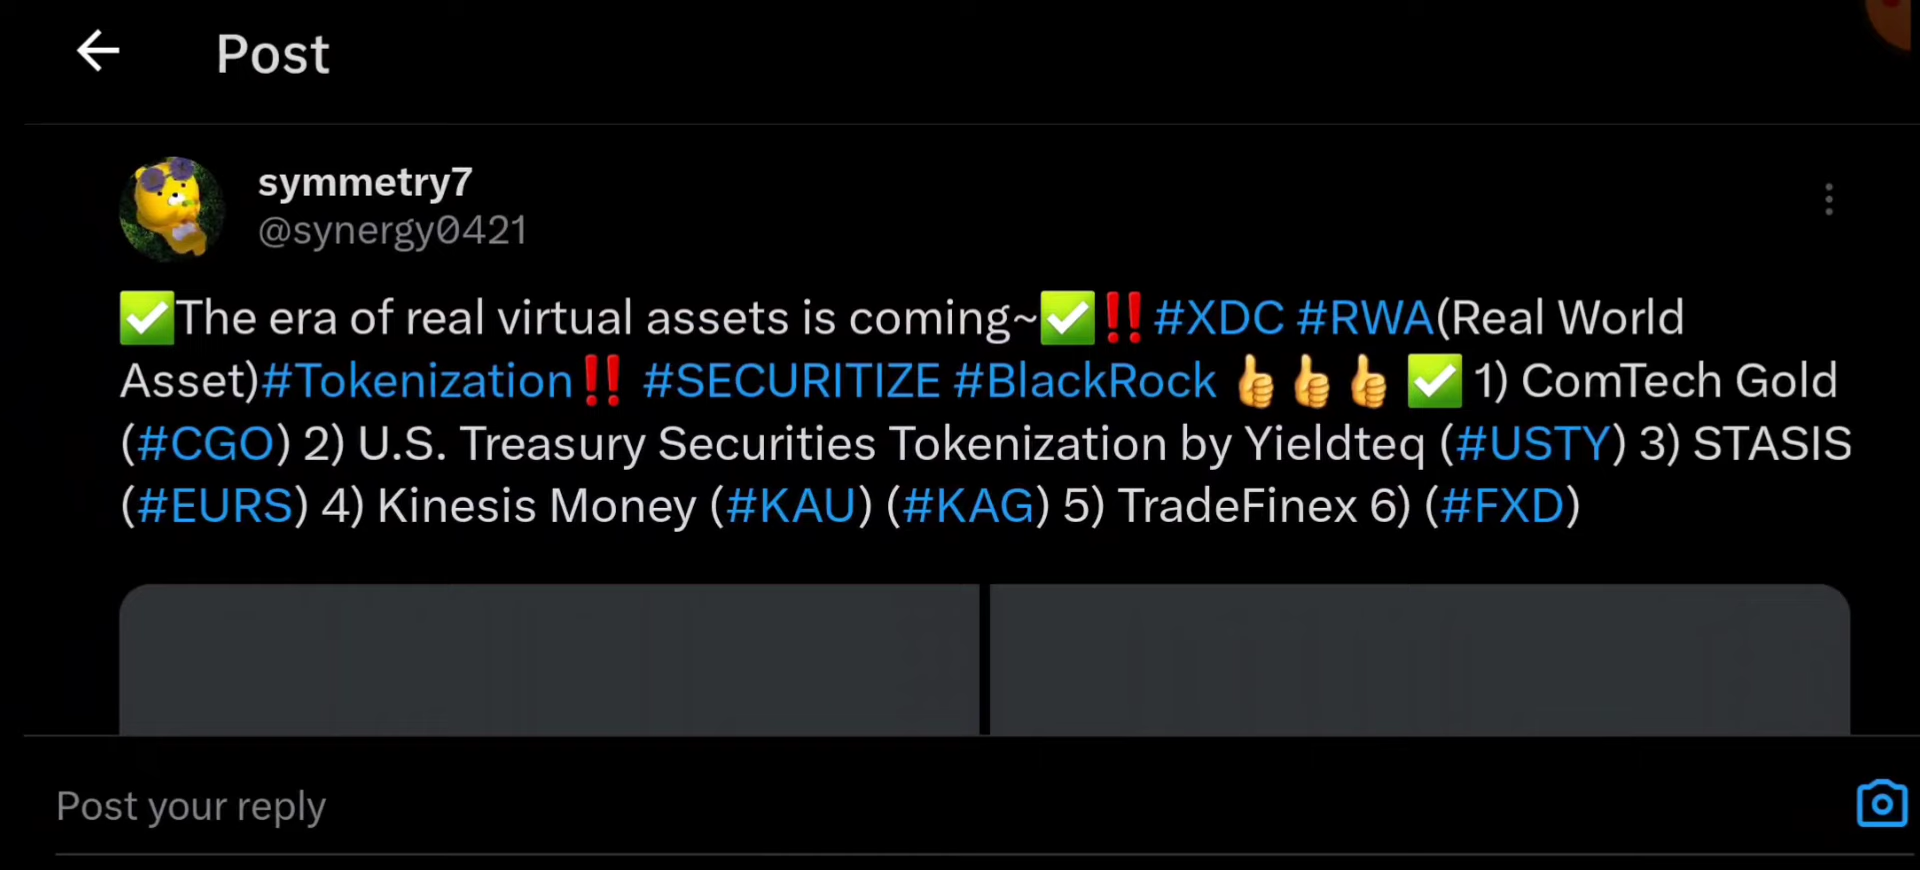 Post
symmetry7
@synergy0421
✅The era of real virtual assets is coming~✅‼️#XDC #RWA(Real World
Asset)#Tokenization‼️ #SECURITIZE #BlackRock 👍👍👍 ✅ 1) ComTech Gold
(#CGO) 2) U.S. Treasury Securities Tokenization by Yieldteq (#USTY) 3) STASIS
(#EURS) 4) Kinesis Money (#KAU) (#KAG) 5) TradeFinex 6) (#FXD)
Post your reply